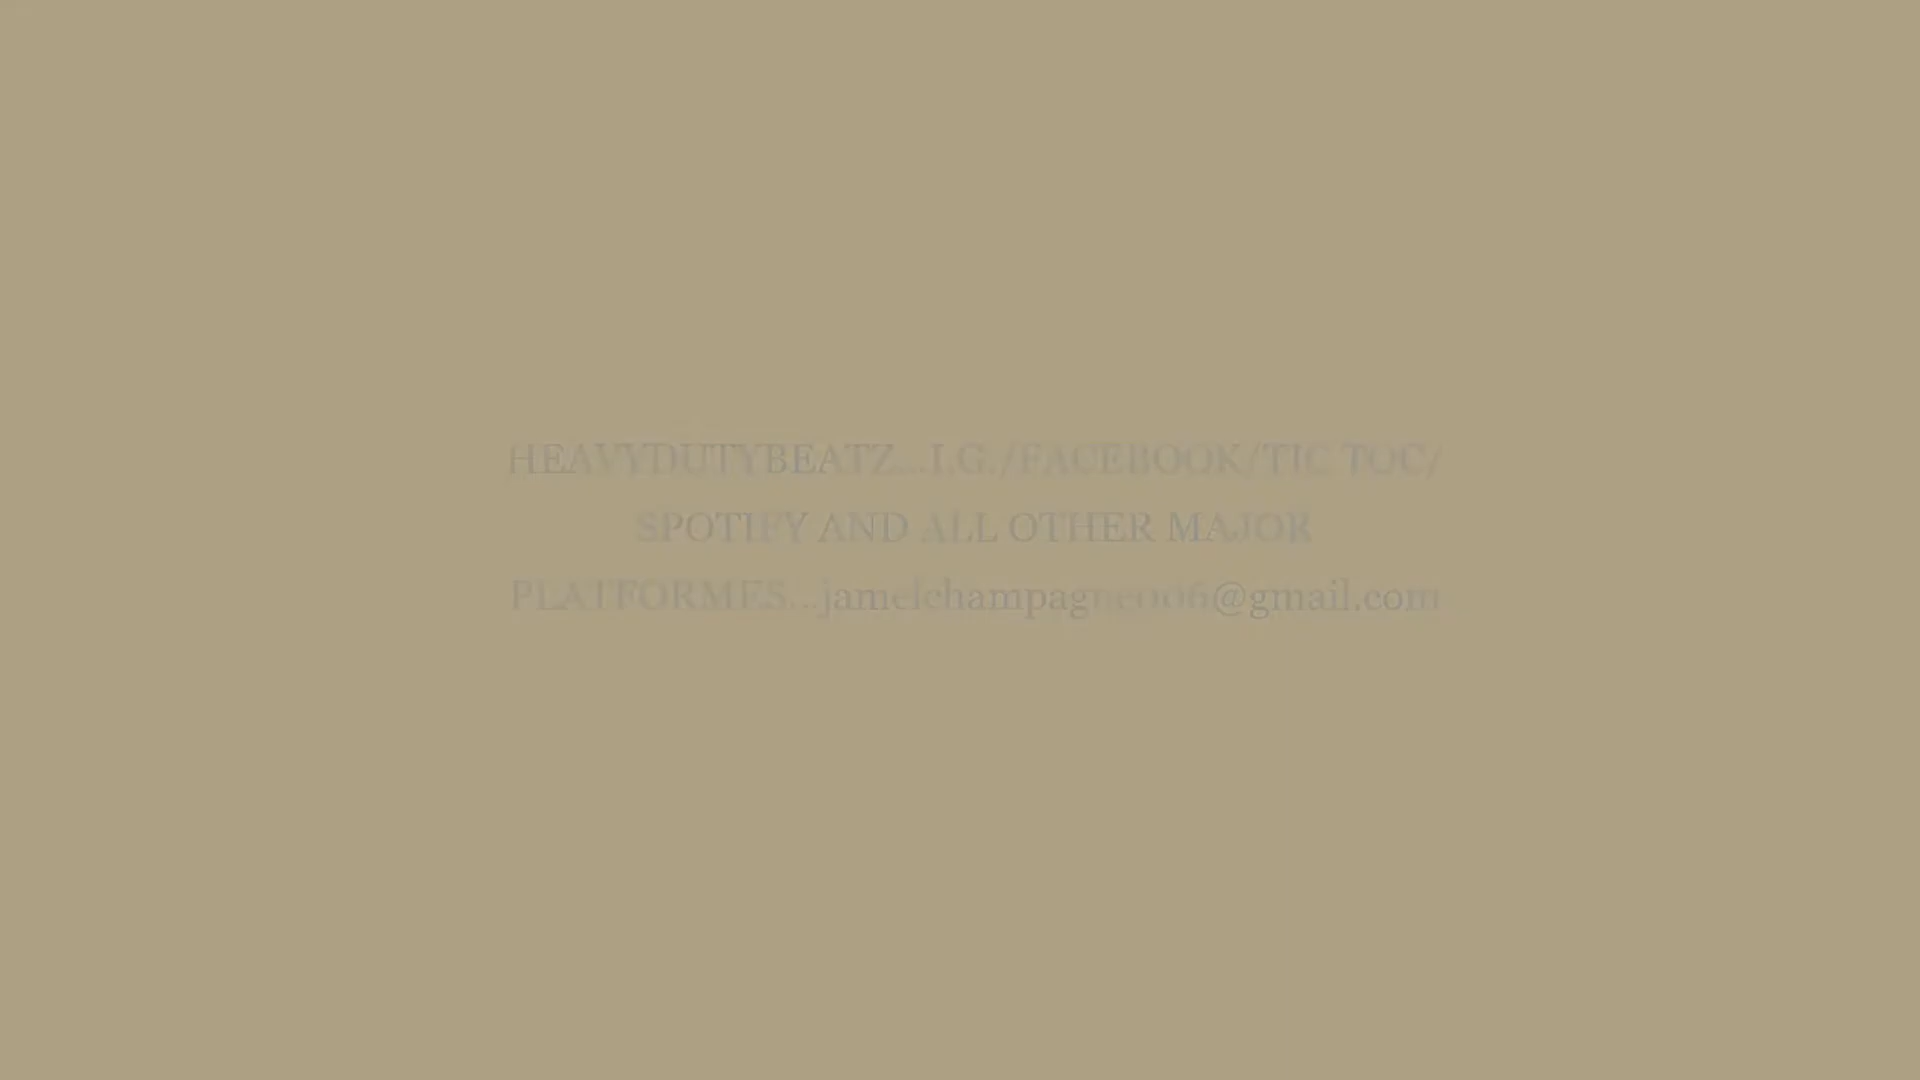 HEAVYDUTYBEATZ...I.G./FACEBOOK/TIC TOC/
SPOTIFY AND ALL OTHER MAJOR
PLATFORMES...jamelchampagne006@gmail.com